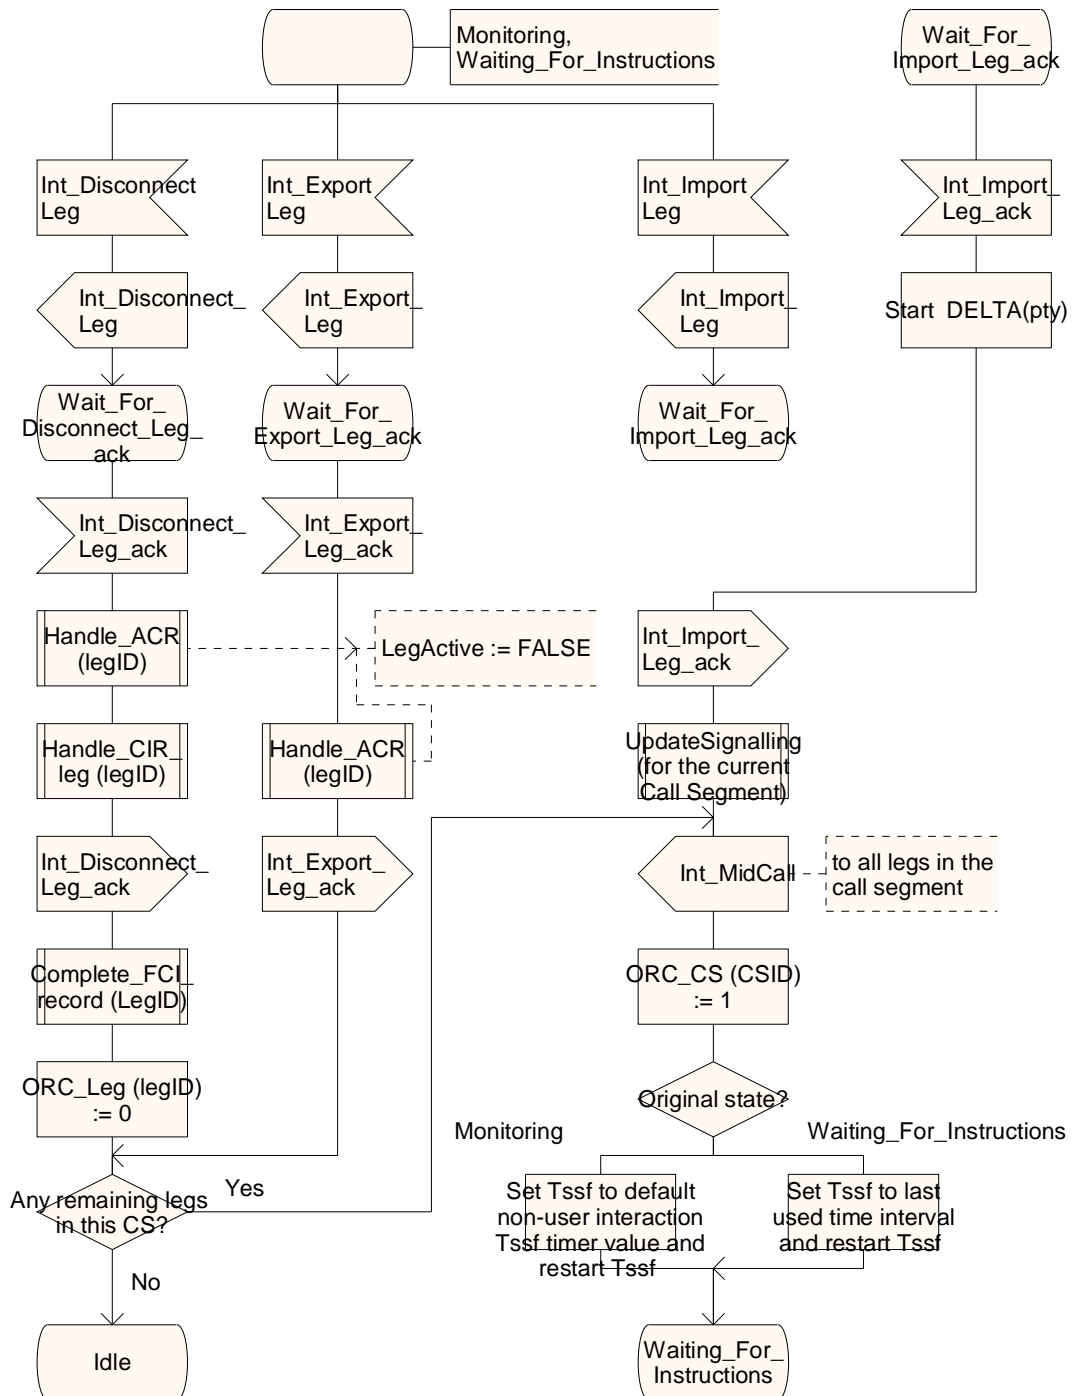 Monitoring,
Waiting_For_Instructions
Wait_For_
Import_Leg_ack
Int_Disconnect
Leg
Int_Export
Leg
Int_Import
Leg
Int_Import_
Leg_ack
Int_Disconnect_
Leg
Int_Export_
Leg
Int_Import_
Leg
Start  DELTA(pty)
Wait_For_
Disconnect_Leg_
ack
Wait_For_
Export_Leg_ack
Wait_For_
Import_Leg_ack
Int_Disconnect_
Leg_ack
Int_Export_
Leg_ack
Handle_ACR
(legID)
LegActive := FALSE
Int_Import_
Leg_ack
Handle_CIR_
leg (legID)
Handle_ACR
(legID)
UpdateSignalling
(for the current
Call Segment)
Int_Disconnect_
Leg_ack
Int_Export_
Leg_ack
Int_MidCall
to all legs in the
call segment
Complete_FCI_
record (LegID)
ORC_CS (CSID)
:= 1
ORC_Leg (legID)
:= 0
Original state?
Monitoring
Waiting_For_Instructions
Any remaining legs
in this CS?
Yes
Set Tssf to default
non-user interaction
Tssf timer value and
restart Tssf
Set Tssf to last
used time interval
and restart Tssf
No
Idle
Waiting_For_
Instructions